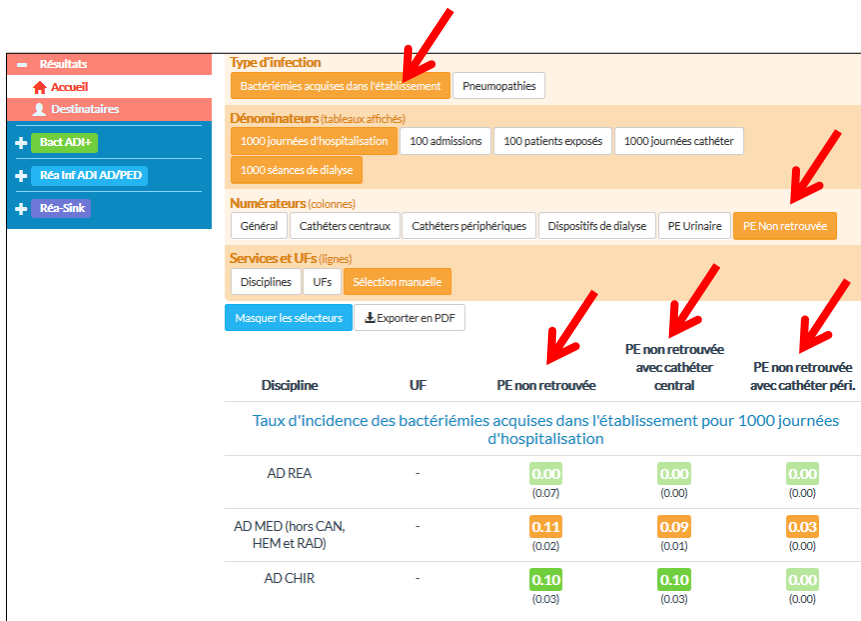 Résultats
Accueil
Destinataires
Bact ADI+
Réa Inf ADI AD/PED
Réa-Sink
Type d'infection
Bactériémies acquises dans l'établissement Pneumopathies
Dénominateurs (tableaux affichés)
1000 journées d'hospitalisation 100 admissions 100 patients exposés 1000 journées cathéter
1000 séances de dialyse
Numérateurs (colonnes)
Général Cathéters centraux Cathéters périphériques Dispositifs de dialyse PE Urinaire PE Non retrouvée
Services et UFs (lignes)
Disciplines UFs Sélection manuelle
Masquer les sélecteurs Exporter en PDF
Discipline UF PE non retrouvée PE non retrouvée
avec cathéter
central PE non retrouvée
avec cathéter péri.
Taux d'incidence des bactériémies acquises dans l'établissement pour 1000 journées
d'hospitalisation
AD REA - 0.00 0.00 0.00
(0.07) (0.00) (0.00)
AD MED (hors CAN, - 0.11 0.09 0.03
HEM et RAD) (0.02) (0.01) (0.00)
AD CHIR - 0.10 0.10 0.00
(0.03) (0.03) (0.00)